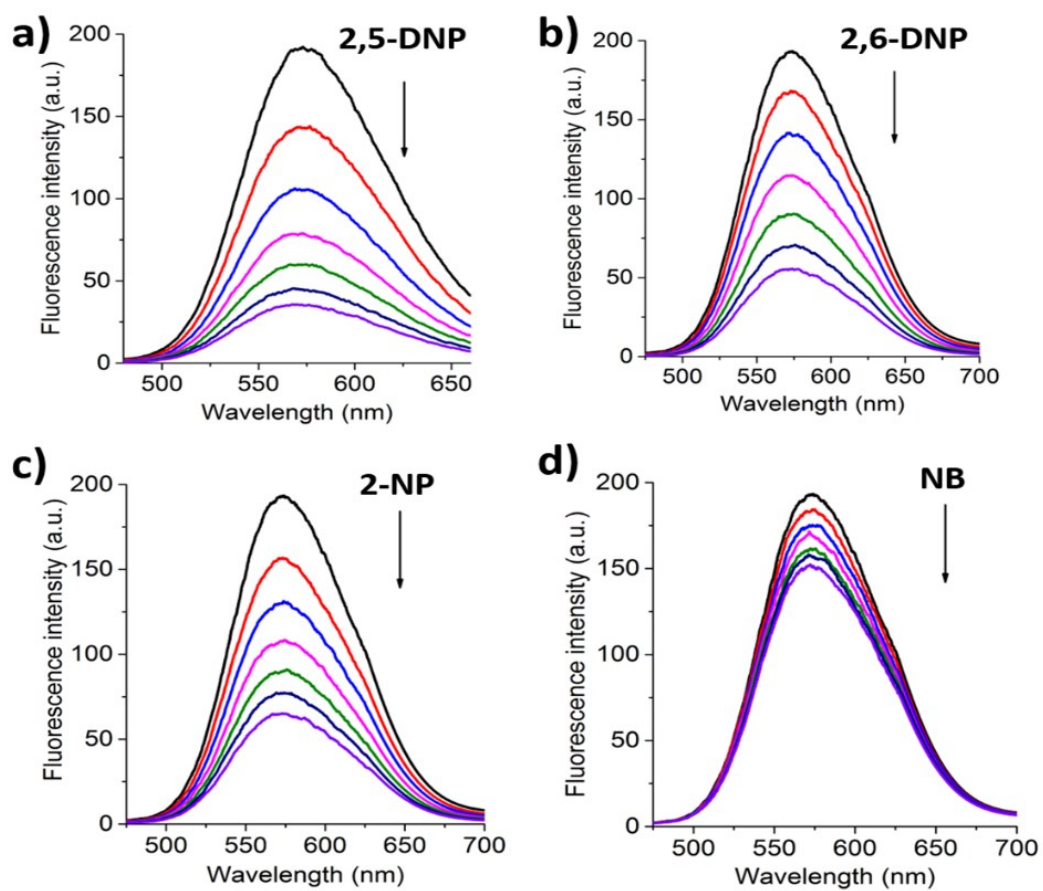 a)
2,5-DNP
200
150
100
50
0
Fluorescence intensity (a.u.)
500 550 600 650
Wavelength (nm)
b)
2,6-DNP
200
150
100
50
0
Fluorescence intensity (a.u.)
500 550 600 650 700
Wavelength (nm)
c)
2-NP
200
150
100
50
0
Fluorescence intensity (a.u.)
500 550 600 650 700
Wavelength (nm)
d)
NB
200
150
100
50
0
Fluorescence intensity (a.u.)
500 550 600 650 700
Wavelength (nm)